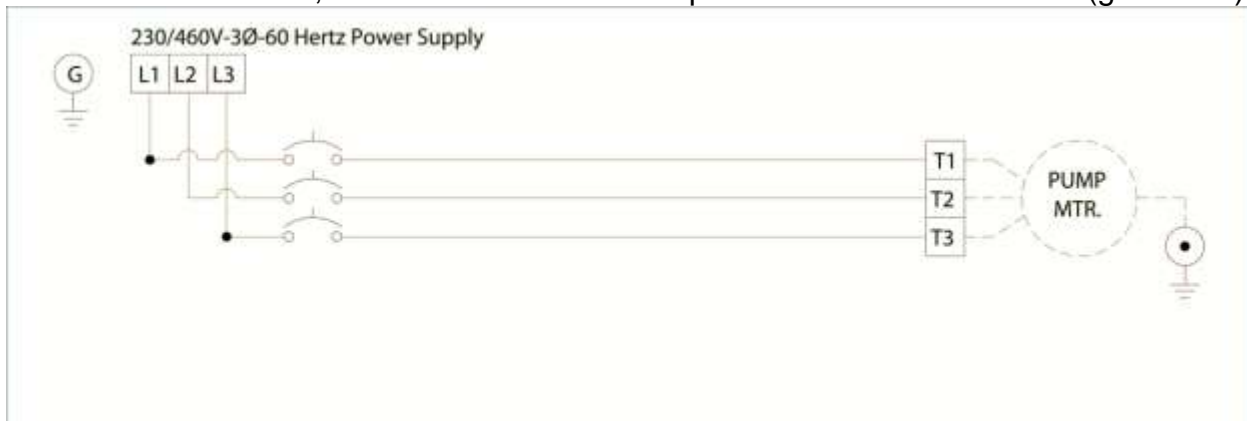 230/460V-3Ø-60 Hertz Power Supply
G
L1 L2 L3
T1
T2
T3
PUMP
MTR.